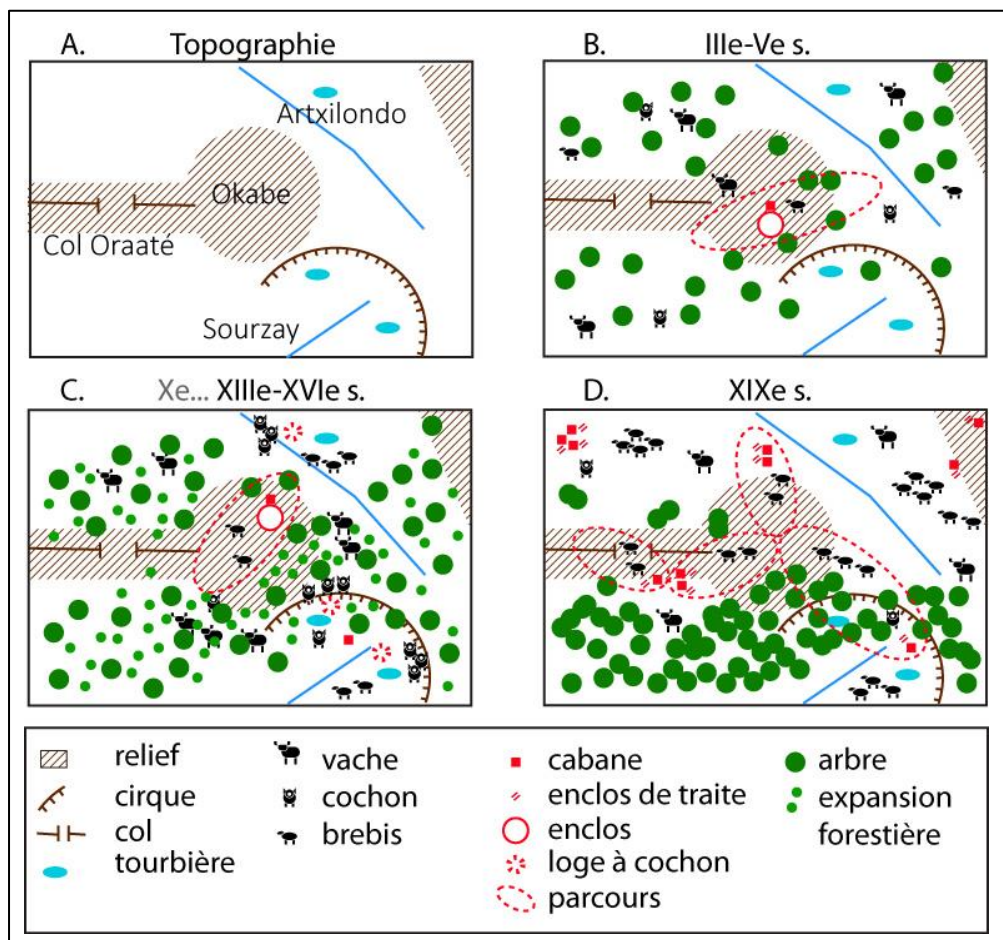 A. Topographie
B. IIIe-Ve s.
Artxilondo
Okabe
Col Oraaté
Sourzay
C. Xe... XIIIe-XVIe s.
D. XIXe s.
relief
cirque
col
tourbière
vache
cochon
brebis
cabane
enclos de traite
enclos
loge à cochon
parcours
arbre
expansion
forestière